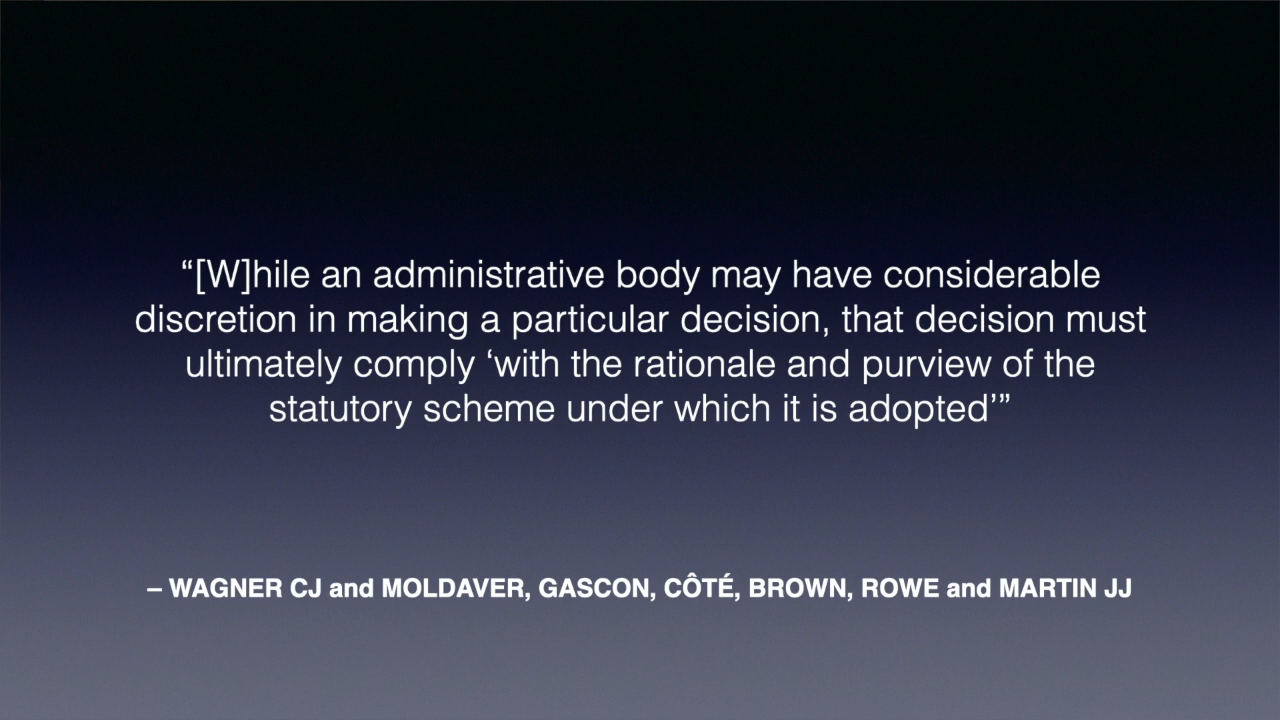 “[W]hile an administrative body may have considerable
discretion in making a particular decision, that decision must
ultimately comply ‘with the rationale and purview of the
statutory scheme under which it is adopted’”
– WAGNER CJ and MOLDAVER, GASCON, CÔTÉ, BROWN, ROWE and MARTIN JJ